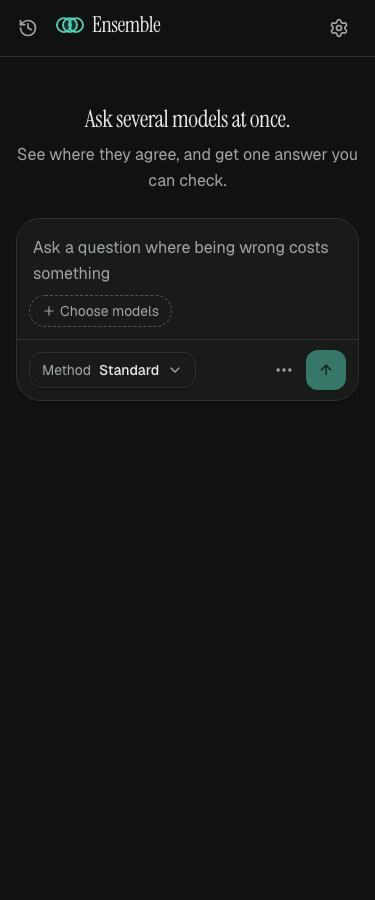 Ensemble
Ask several models at once.
See where they agree, and get one answer you
can check.
Ask a question where being wrong costs
something
+ Choose models
Method Standard